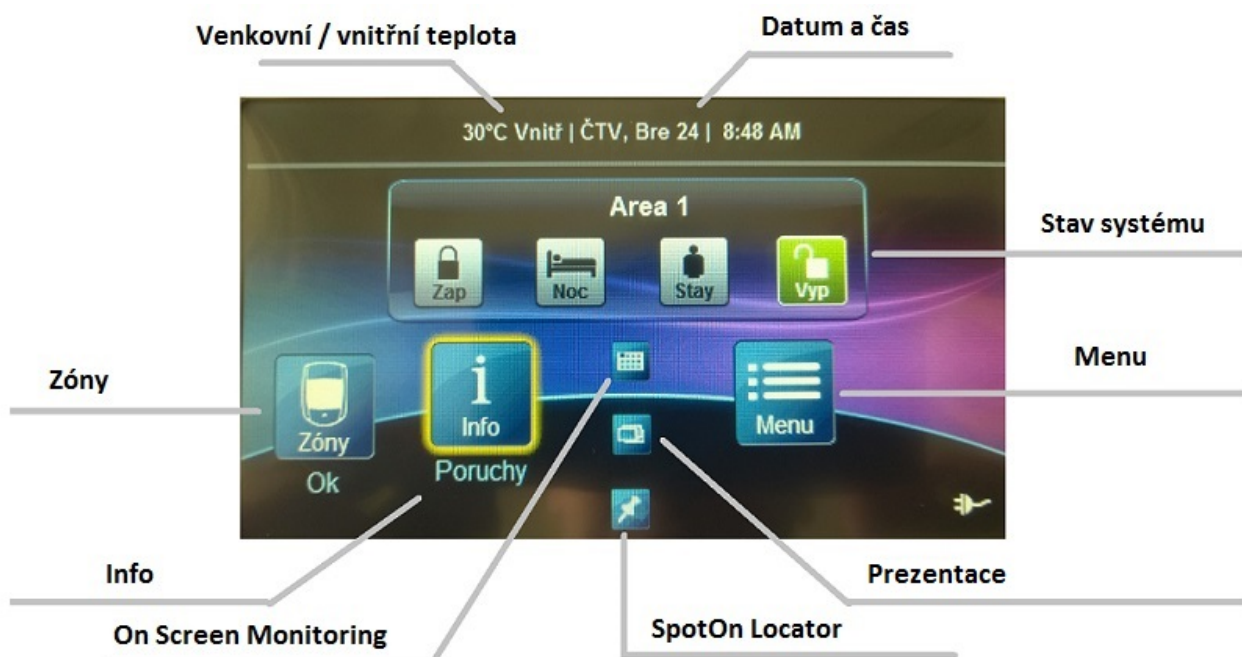 Venkovní / vnitřní teplota
Datum a čas
30°C Vnitř | ČTV, Bre 24 | 8:48 AM
Area 1
Zap
Noc
Stay
Vyp
Stav systému
Zóny
Zóny
Ok
Info
Poruchy
Menu
Menu
Info
Prezentace
On Screen Monitoring
SpotOn Locator